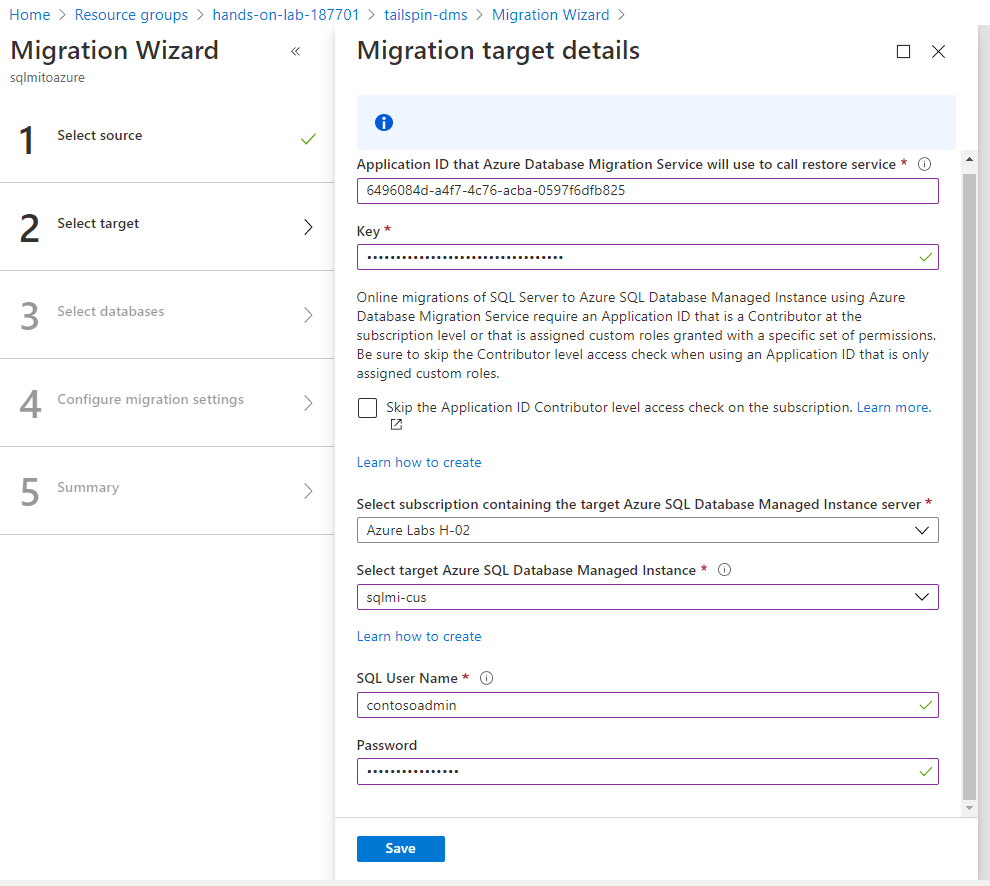 Home > Resource groups > hands-on-lab-187701 > tailspin-dms > Migration Wizard >
Migration Wizard «
sqlmitoazure
1 Select source
2 Select target
3 Select databases
4 Configure migration settings
5 Summary
Migration target details
Application ID that Azure Database Migration Service will use to call restore service *
6496084d-a4f7-4c76-acba-0597f6dfb825
Key *
••••••••••••••••••••••••••••••••••
Online migrations of SQL Server to Azure SQL Database Managed Instance using Azure
Database Migration Service require an Application ID that is a Contributor at the
subscription level or that is assigned custom roles granted with a specific set of permissions.
Be sure to skip the Contributor level access check when using an Application ID that is only
assigned custom roles.
Skip the Application ID Contributor level access check on the subscription. Learn more.
Learn how to create
Select subscription containing the target Azure SQL Database Managed Instance server *
Azure Labs H-02
Select target Azure SQL Database Managed Instance *
sqlmi-cus
Learn how to create
SQL User Name *
contosoadmin
Password
••••••••••••••••
Save